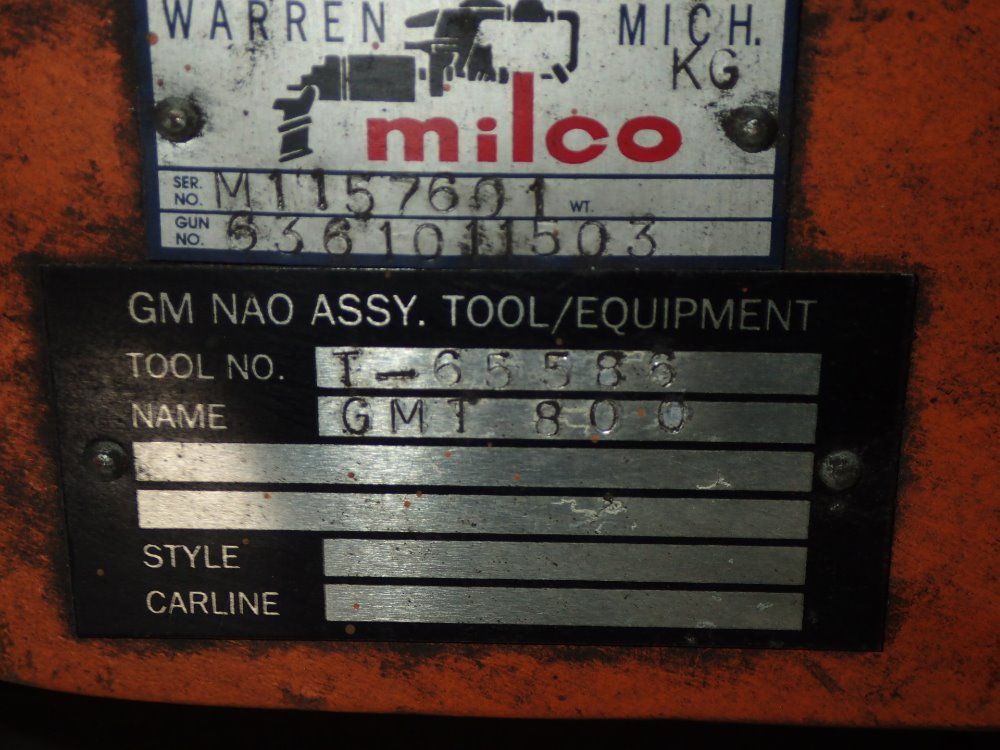 WARREN MICH.
KG
milco
SER. NO. M1157601 WT.
GUN NO. 6361011503
GM NAO ASSY. TOOL/EQUIPMENT
TOOL NO. T-65586
NAME GMT 800
STYLE
CARLINE